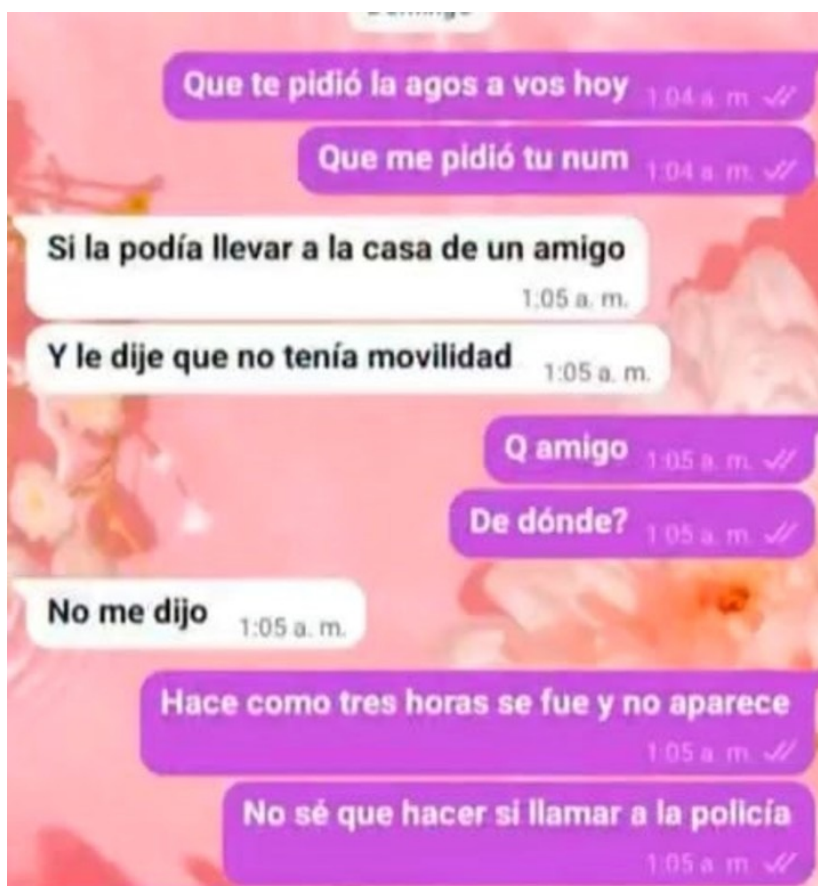 Que te pidió la agos a vos hoy 1:04 a. m.
Que me pidió tu num 1:04 a. m.
Si la podía llevar a la casa de un amigo
1:05 a. m.
Y le dije que no tenía movilidad 1:05 a. m.
Q amigo 1:05 a. m.
De dónde? 1:05 a. m.
No me dijo 1:05 a. m.
Hace como tres horas se fue y no aparece
1:05 a. m.
No sé que hacer si llamar a la policía
1:05 a. m.